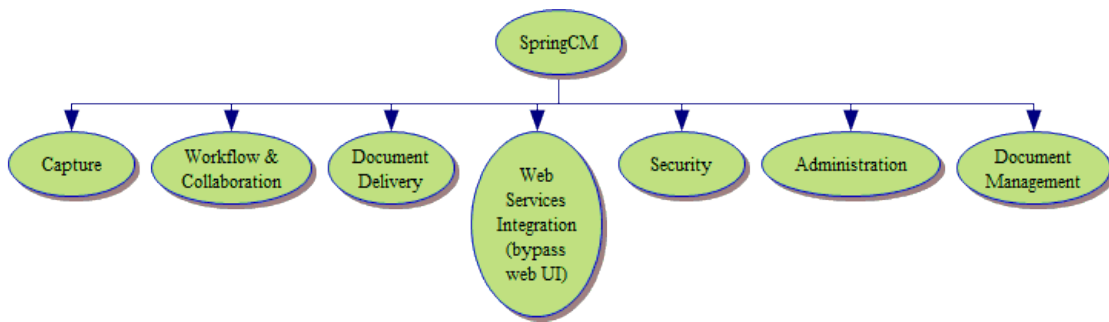 SpringCM
Capture
Workflow &
Collaboration
Document
Delivery
Web
Services
Integration
(bypass
web UI)
Security
Administration
Document
Management